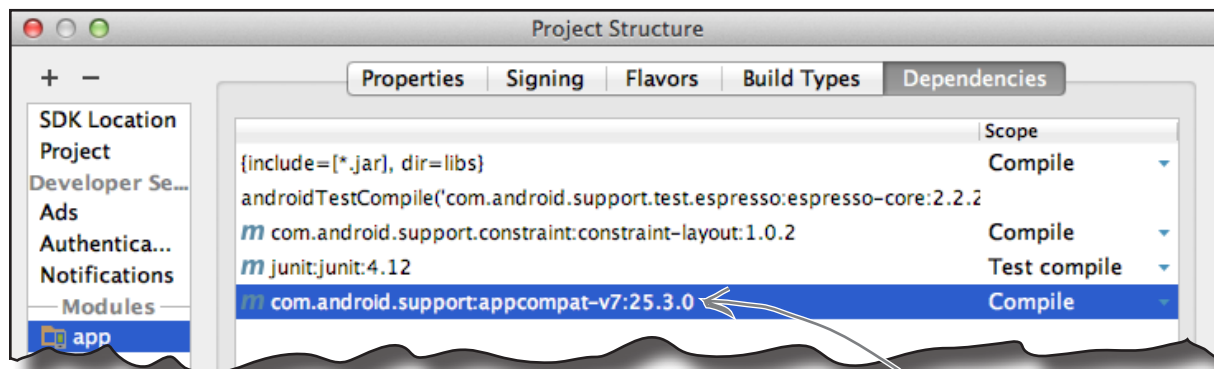 Project Structure
+ −
Properties Signing Flavors Build Types Dependencies
SDK Location
Project
Developer Se...
Ads
Authentica...
Notifications
Modules
app
Scope
{include=[*.jar], dir=libs} Compile
androidTestCompile('com.android.support.test.espresso:espresso-core:2.2.2
m com.android.support.constraint:constraint-layout:1.0.2 Compile
m junit:junit:4.12 Test compile
m com.android.support:appcompat-v7:25.3.0 Compile